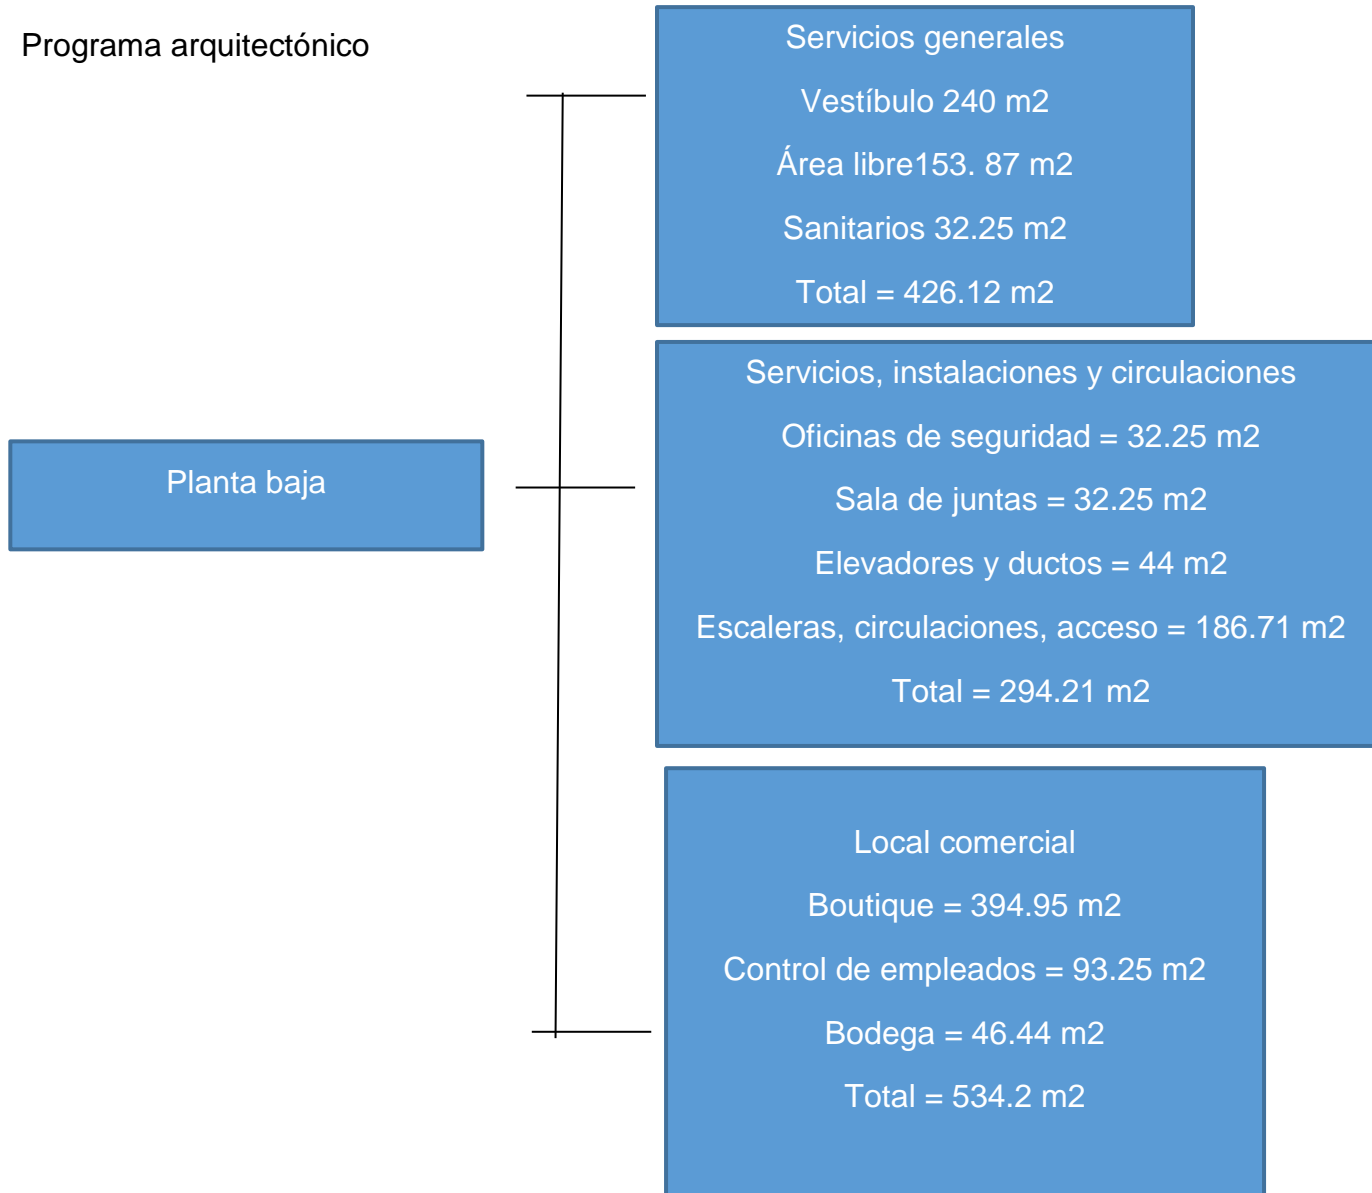 Programa arquitectónico
Servicios generales
Vestíbulo 240 m2
Área libre153. 87 m2
Sanitarios 32.25 m2
Total = 426.12 m2
Servicios, instalaciones y circulaciones
Oficinas de seguridad = 32.25 m2
Sala de juntas = 32.25 m2
Elevadores y ductos = 44 m2
Escaleras, circulaciones, acceso = 186.71 m2
Total = 294.21 m2
Planta baja
Local comercial
Boutique = 394.95 m2
Control de empleados = 93.25 m2
Bodega = 46.44 m2
Total = 534.2 m2